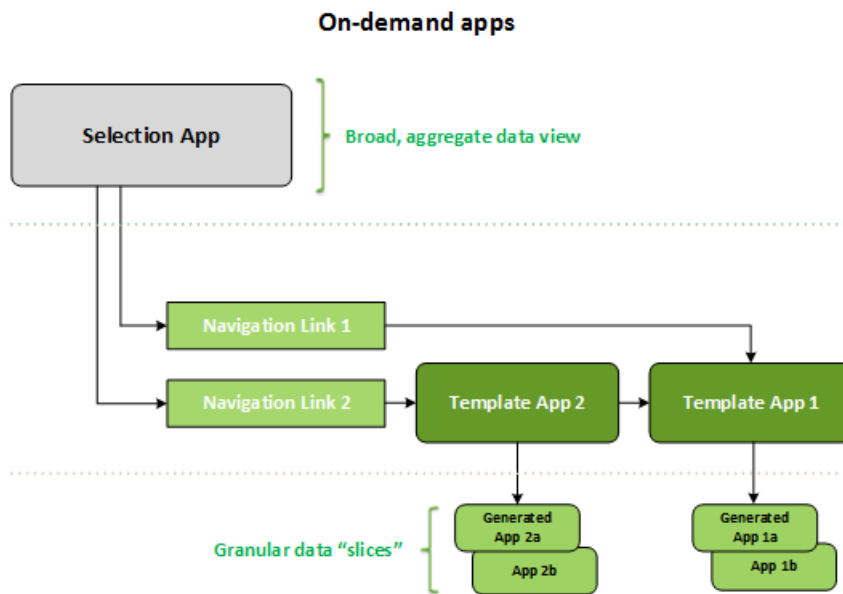 On-demand apps
Selection App
Broad, aggregate data view
Navigation Link 1
Navigation Link 2
Template App 2
Template App 1
Granular data “slices”
Generated
App 2a
App 2b
Generated
App 1a
App 1b